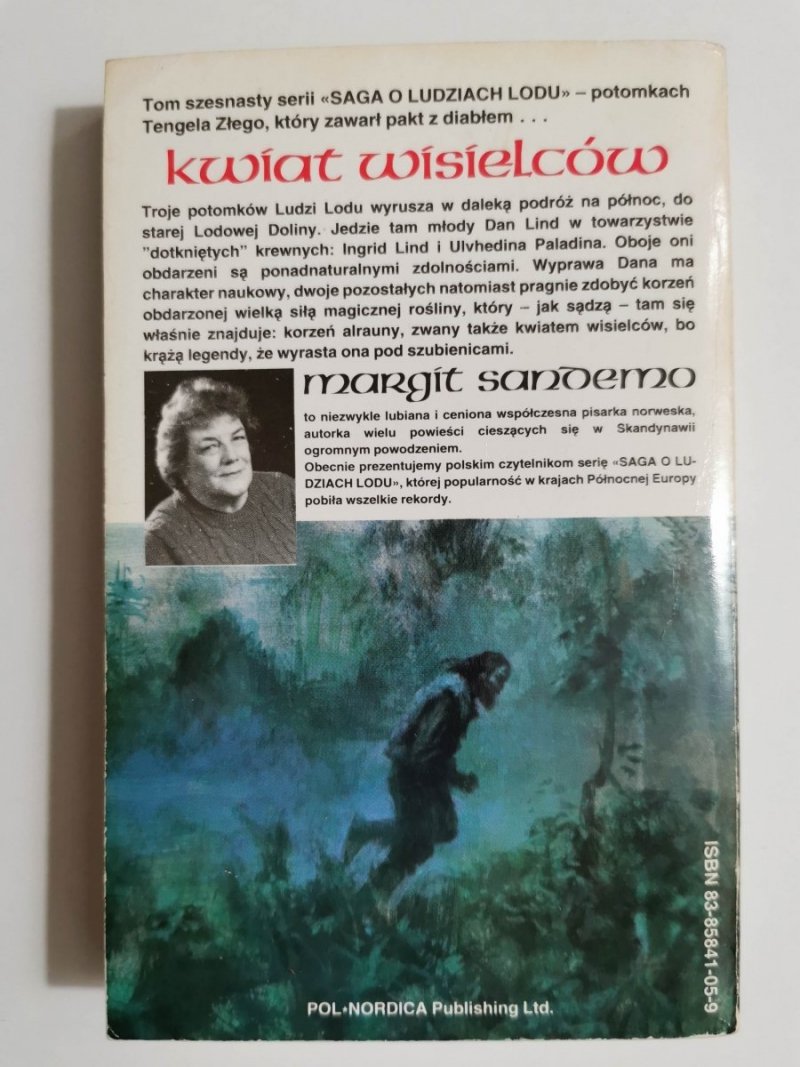 Tom szesnasty serii «SAGA O LUDZIACH LODU» – potomkach
Tengela Złego, który zawarł pakt z diabłem . . .
kwiat wisielców
Troje potomków Ludzi Lodu wyrusza w daleką podróż na północ, do
starej Lodowej Doliny. Jedzie tam młody Dan Lind w towarzystwie
"dotkniętych" krewnych: Ingrid Lind i Ulvhedina Paladina. Oboje oni
obdarzeni są ponadnaturalnymi zdolnościami. Wyprawa Dana ma
charakter naukowy, dwoje pozostałych natomiast pragnie zdobyć korzeń
obdarzonej wielką siłą magicznej rośliny, który – jak sądzą – tam się
właśnie znajduje: korzeń alrauny, zwany także kwiatem wisielców, bo
krążą legendy, że wyrasta ona pod szubienicami.
margit sandemo
to niezwykle lubiana i ceniona współczesna pisarka norweska,
autorka wielu powieści cieszących się w Skandynawii
ogromnym powodzeniem.
Obecnie prezentujemy polskim czytelnikom serię «SAGA O LU-
DZIACH LODU», której popularność w krajach Północnej Europy
pobiła wszelkie rekordy.
ISBN 83-85841-05-9
POL•NORDICA Publishing Ltd.